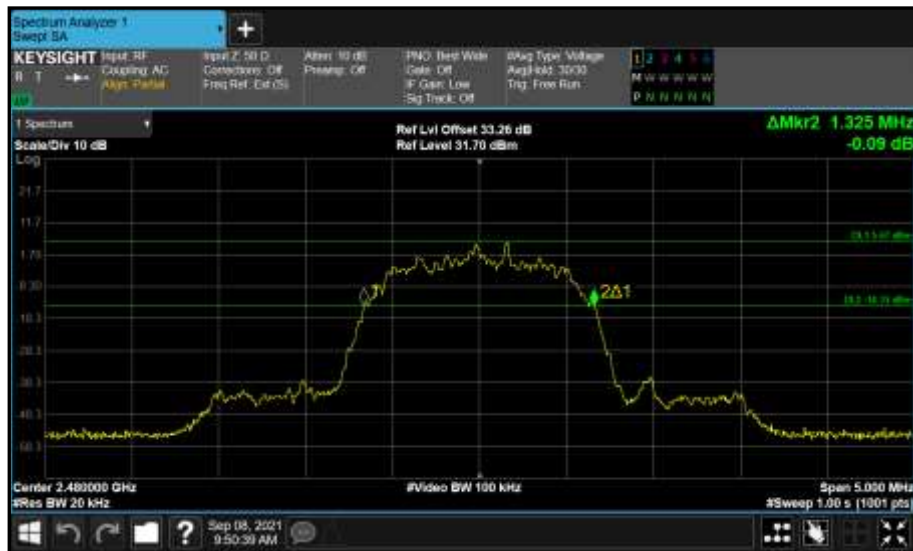 Spectrum Analyzer 1
Swept SA
+
KEYSIGHT
Input: RF
Coupling: AC
Align: Partial
Input Z: 50 Ω
Corrections: Off
Freq Ref: Ext (S)
Atten: 10 dB
Preamp: Off
PNO: Best Wide
Gate: Off
IF Gain: Low
Sig Track: Off
#Avg Type: Voltage
Avg|Hold: 30/30
Trig: Free Run
1 2 3 4 5 6
M W W W W W
P N N N N N
R T
1 Spectrum
Scale/Div 10 dB
Ref Lvl Offset 33.26 dB
Ref Level 31.70 dBm
ΔMkr2 1.325 MHz
-0.09 dB
Log
21.7
11.7
1.70
-8.30
-18.3
-28.3
-38.3
-48.3
-58.3
2Δ1
Center 2.480000 GHz
#Video BW 100 kHz
Span 5.000 MHz
#Res BW 20 kHz
#Sweep 1.00 s (1001 pts)
?
Sep 08, 2021
9:50:39 AM